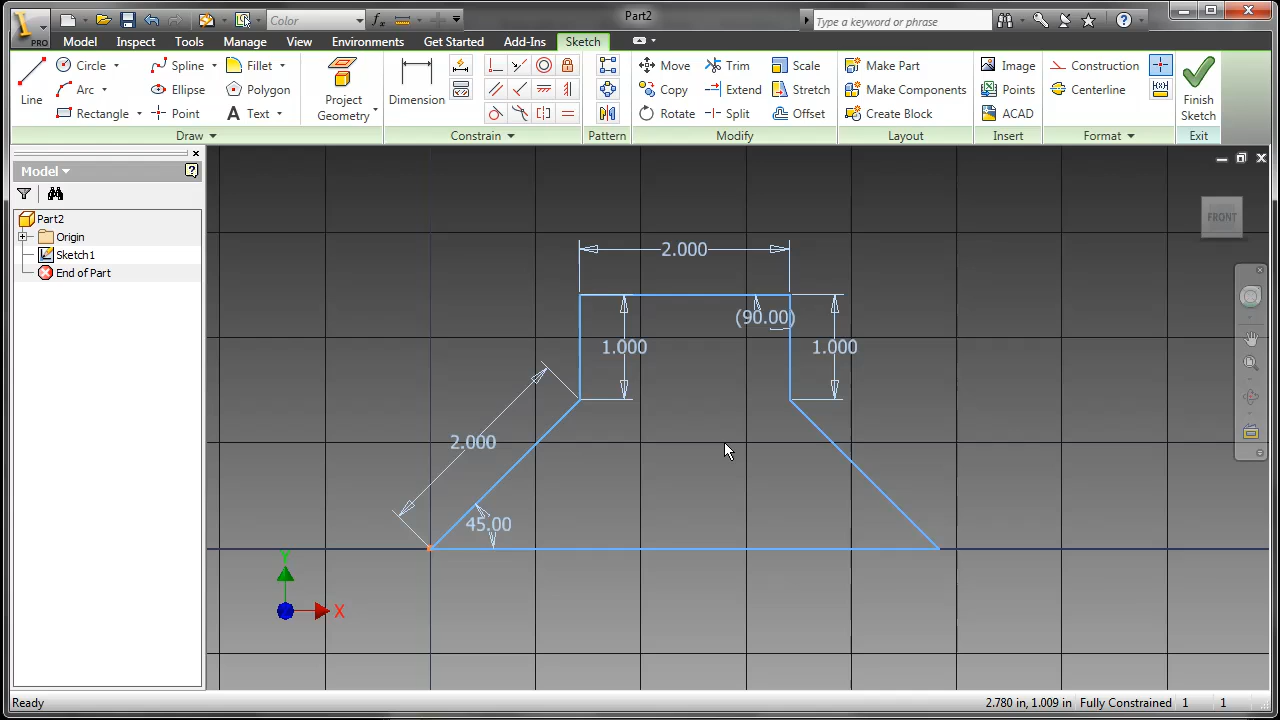 PRO
Color
Part2
Type a keyword or phrase
Model Inspect Tools Manage View Environments Get Started Add-Ins Sketch
Line
Circle
Arc
Rectangle
Spline
Ellipse
Point
Fillet
Polygon
Text
Project
Geometry
Draw
Dimension
Constrain
Pattern
Move
Copy
Rotate
Trim
Extend
Split
Scale
Stretch
Offset
Modify
Make Part
Make Components
Create Block
Layout
Image
Points
ACAD
Insert
Construction
Centerline
Format
Finish
Sketch
Exit
Model
Part2
Origin
Sketch1
End of Part
FRONT
2.000
(90.00)
1.000
1.000
2.000
45.00
Y
X
Ready
2.780 in, 1.009 in Fully Constrained 1 1